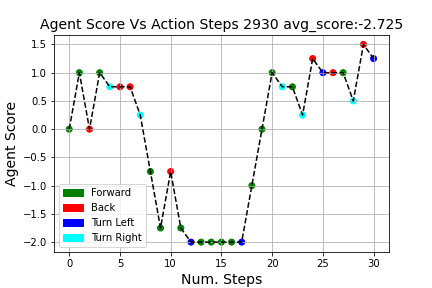 Agent Score Vs Action Steps 2930 avg_score:-2.725
Agent Score
1.5
1.0
0.5
0.0
−0.5
−1.0
−1.5
−2.0
Forward
Back
Turn Left
Turn Right
0 5 10 15 20 25 30
Num. Steps